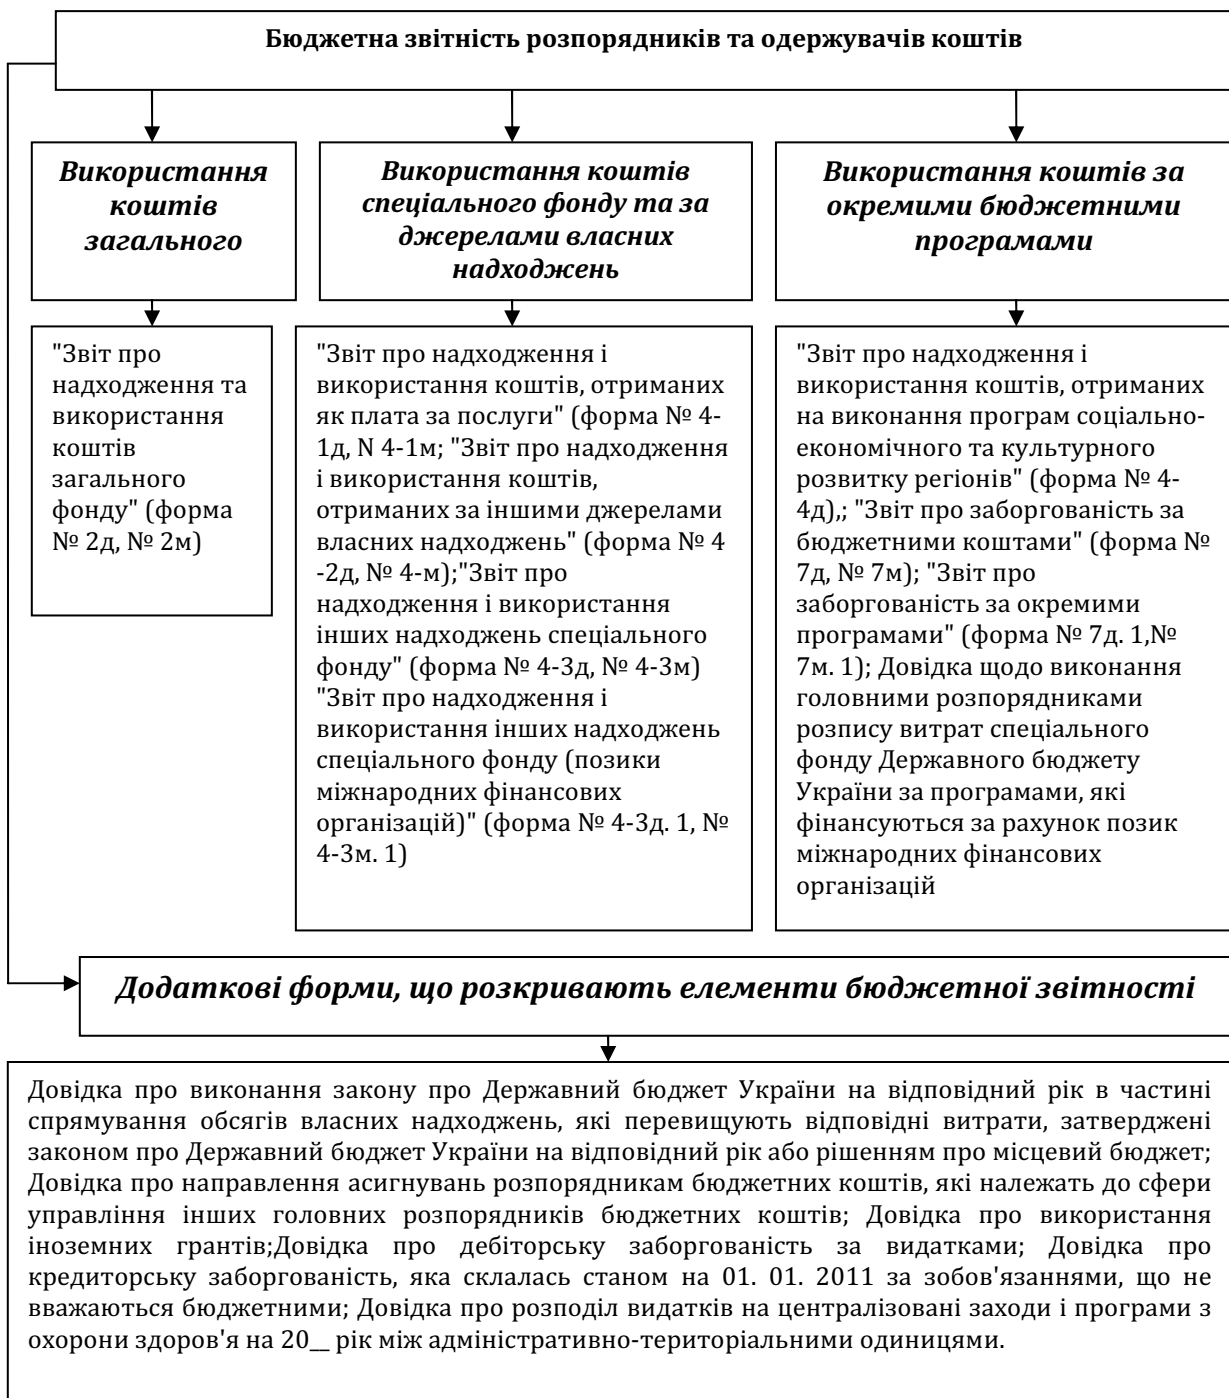 Бюджетна звітність розпорядників та одержувачів коштів
Використання
коштів
загального
Використання коштів
спеціального фонду та за
джерелами власних
надходжень
Використання коштів за
окремими бюджетними
програмами
"Звіт про
надходження та
використання
коштів
загального
фонду" (форма
№ 2д, № 2м)
"Звіт про надходження і
використання коштів, отриманих
як плата за послуги" (форма № 4-
1д, N 4-1м; "Звіт про надходження
і використання коштів,
отриманих за іншими джерелами
власних надходжень" (форма № 4
-2д, № 4-м);"Звіт про
надходження і використання
інших надходжень спеціального
фонду" (форма № 4-3д, № 4-3м)
"Звіт про надходження і
використання інших надходжень
спеціального фонду (позики
міжнародних фінансових
організацій)" (форма № 4-3д. 1, №
4-3м. 1)
"Звіт про надходження і
використання коштів, отриманих
на виконання програм соціально-
економічного та культурного
розвитку регіонів" (форма № 4-
4д),; "Звіт про заборгованість за
бюджетними коштами" (форма №
7д, № 7м); "Звіт про
заборгованість за окремими
програмами" (форма № 7д. 1,№
7м. 1); Довідка щодо виконання
головними розпорядниками
розпису витрат спеціального
фонду Державного бюджету
України за програмами, які
фінансуються за рахунок позик
міжнародних фінансових
організацій
Додаткові форми, що розкривають елементи бюджетної звітності
Довідка про виконання закону про Державний бюджет України на відповідний рік в частині
спрямування обсягів власних надходжень, які перевищують відповідні витрати, затверджені
законом про Державний бюджет України на відповідний рік або рішенням про місцевий бюджет;
Довідка про направлення асигнувань розпорядникам бюджетних коштів, які належать до сфери
управління інших головних розпорядників бюджетних коштів; Довідка про використання
іноземних грантів;Довідка про дебіторську заборгованість за видатками; Довідка про
кредиторську заборгованість, яка склалась станом на 01. 01. 2011 за зобов'язаннями, що не
вважаються бюджетними; Довідка про розподіл видатків на централізовані заходи і програми з
охорони здоров'я на 20__ рік між адміністративно-територіальними одиницями.